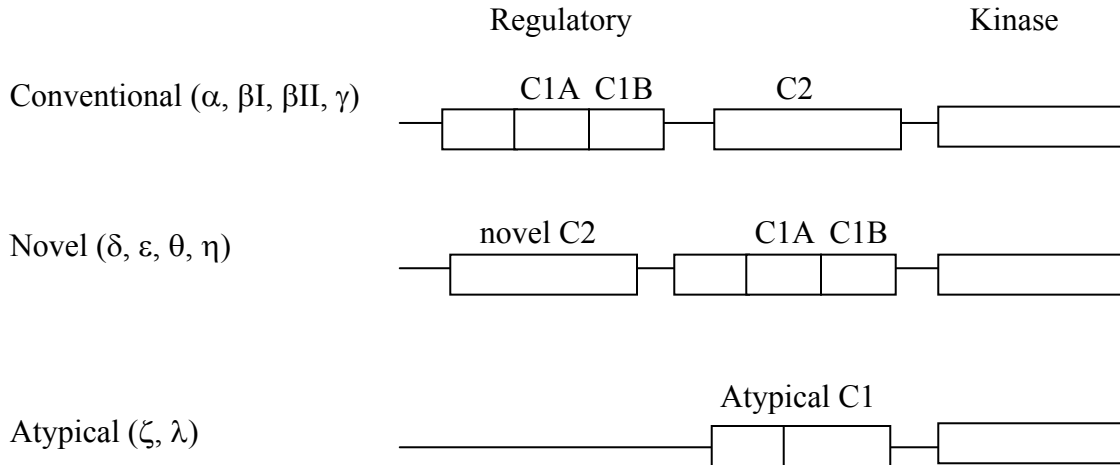 Regulatory Kinase
Conventional (α, βI, βII, γ) C1A C1B C2
Novel (δ, ε, θ, η) novel C2 C1A C1B
Atypical C1
Atypical (ζ, λ)